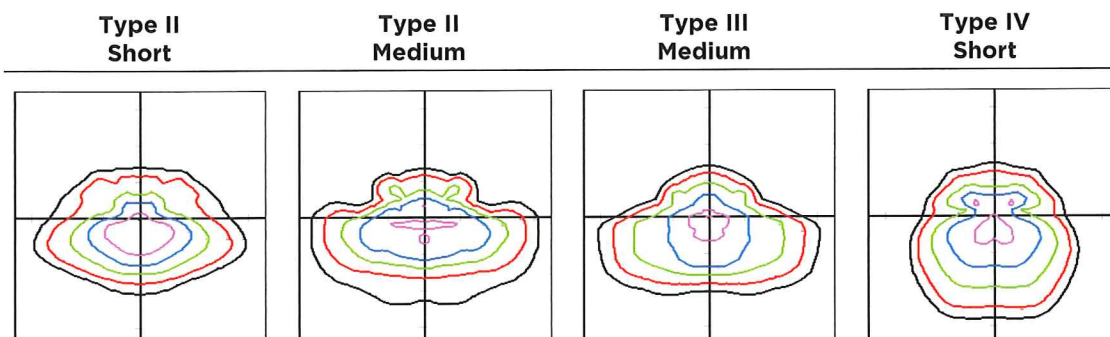 Type II
Short
Type II
Medium
Type III
Medium
Type IV
Short